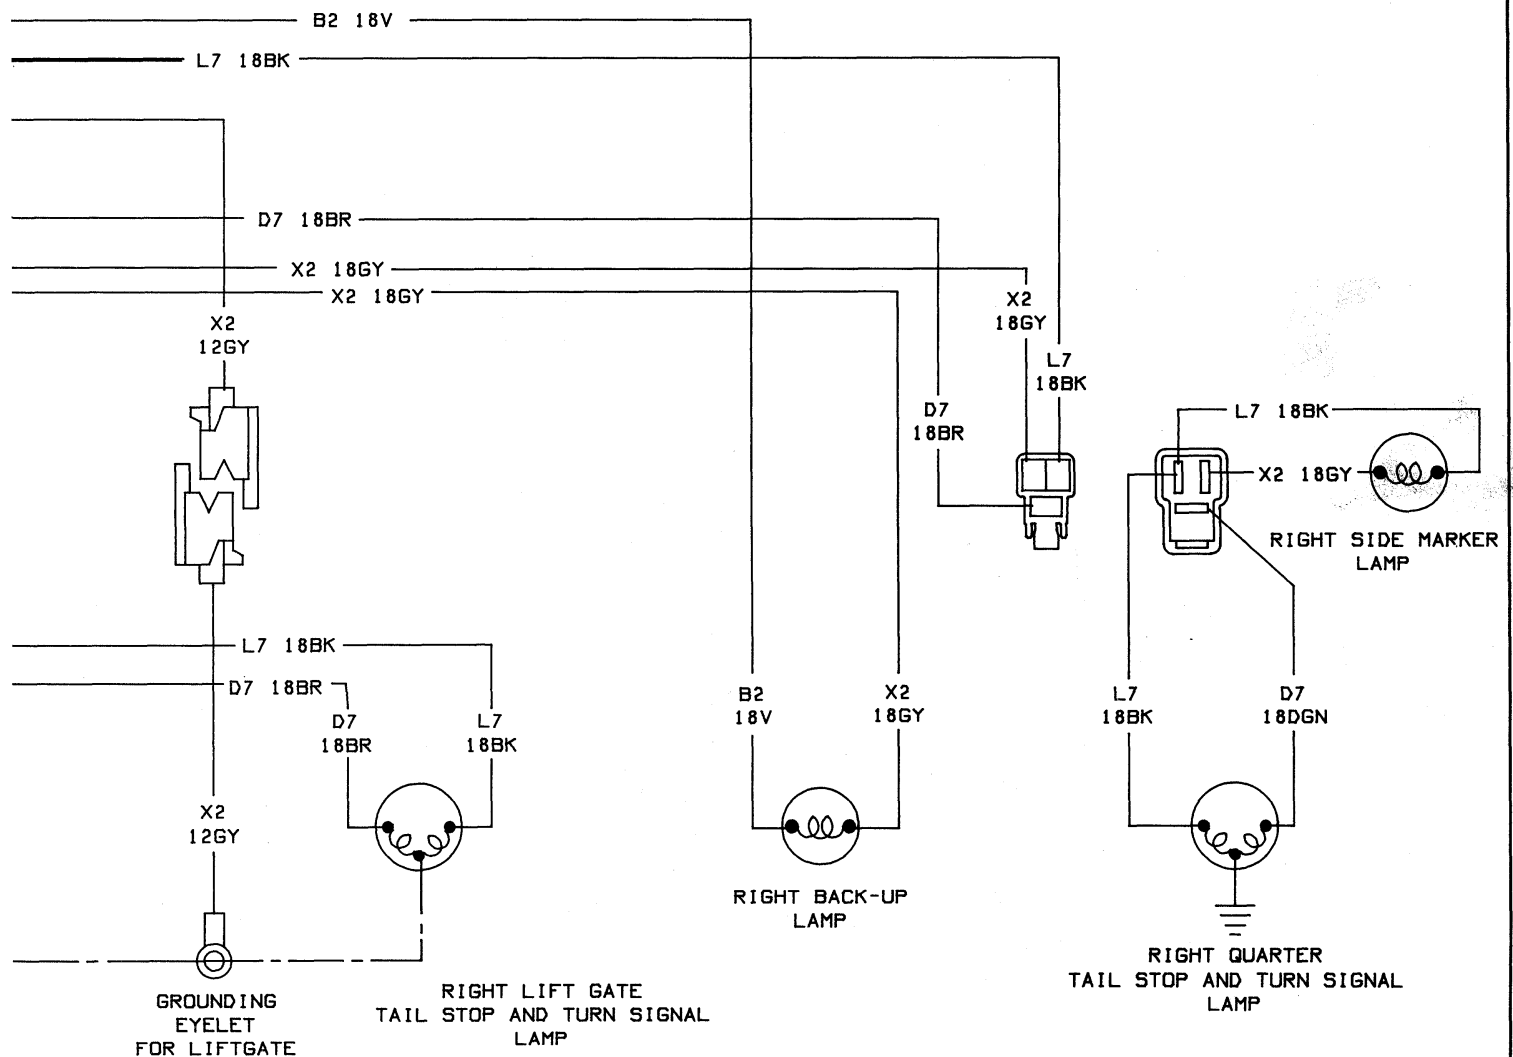 B2 18V
L7 18BK
D7 18BR
X2 18GY
X2 18GY
X2
12GY
X2
18GY
L7
18BK
D7
18BR
L7 18BK
X2 18GY
RIGHT SIDE MARKER
LAMP
L7 18BK
D7 18BR
D7
18BR
L7
18BK
B2
18V
X2
18GY
L7
18BK
D7
18DGN
X2
12GY
RIGHT BACK-UP
LAMP
RIGHT QUARTER
TAIL STOP AND TURN SIGNAL
LAMP
GROUNDING
EYELET
FOR LIFTGATE
RIGHT LIFT GATE
TAIL STOP AND TURN SIGNAL
LAMP